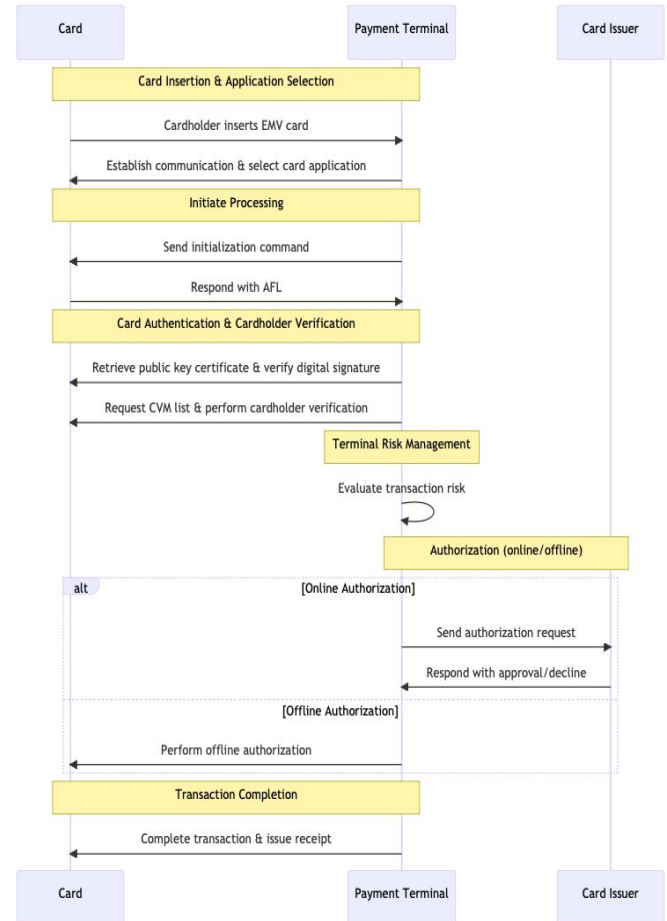 Card
Payment Terminal
Card Issuer
Card Insertion & Application Selection
Cardholder inserts EMV card
Establish communication & select card application
Initiate Processing
Send initialization command
Respond with AFL
Card Authentication & Cardholder Verification
Retrieve public key certificate & verify digital signature
Request CVM list & perform cardholder verification
Terminal Risk Management
Evaluate transaction risk
Authorization (online/offline)
alt
[Online Authorization]
Send authorization request
Respond with approval/decline
[Offline Authorization]
Perform offline authorization
Transaction Completion
Complete transaction & issue receipt
Card
Payment Terminal
Card Issuer